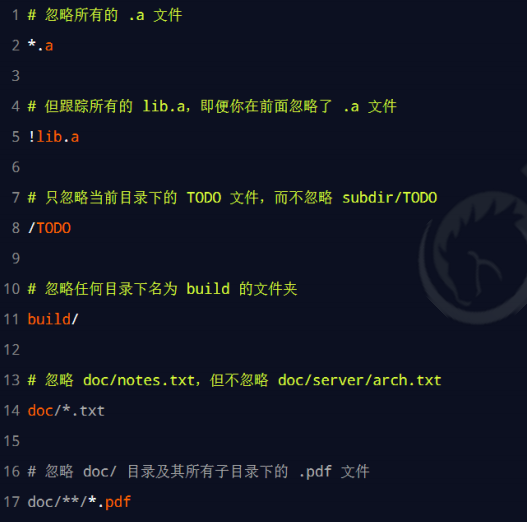 1 # 忽略所有的 .a 文件
2 *.a
3
4 # 但跟踪所有的 lib.a，即便你在前面忽略了 .a 文件
5 !lib.a
6
7 # 只忽略当前目录下的 TODO 文件，而不忽略 subdir/TODO
8 /TODO
9
10 # 忽略任何目录下名为 build 的文件夹
11 build/
12
13 # 忽略 doc/notes.txt，但不忽略 doc/server/arch.txt
14 doc/*.txt
15
16 # 忽略 doc/ 目录及其所有子目录下的 .pdf 文件
17 doc/**/*.pdf